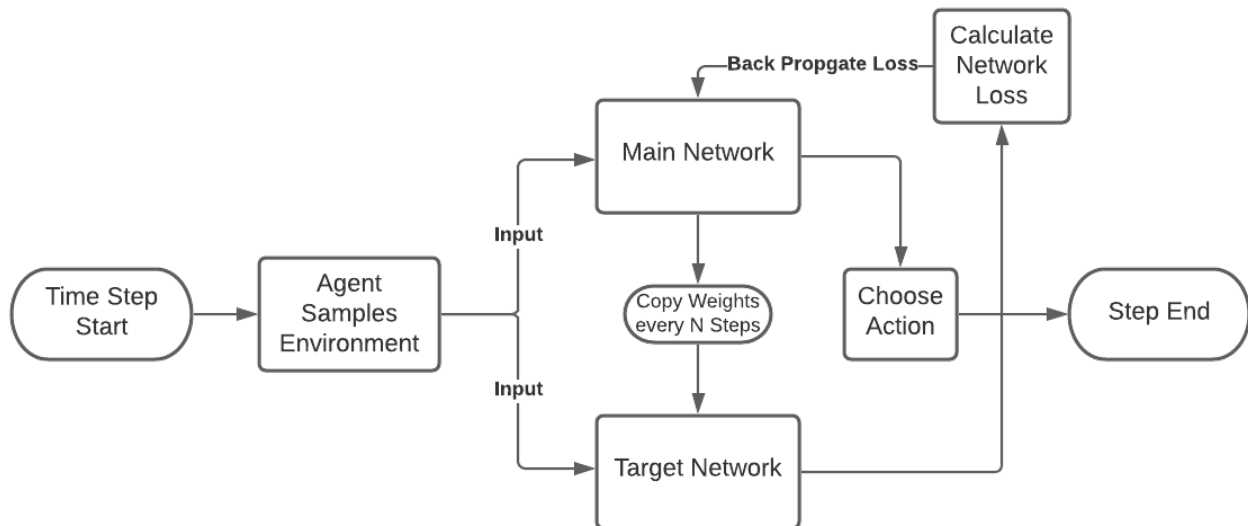 Time Step
Start
Agent
Samples
Environment
Input
Input
Main Network
Copy Weights
every N Steps
Target Network
Back Propgate Loss
Calculate
Network
Loss
Choose
Action
Step End